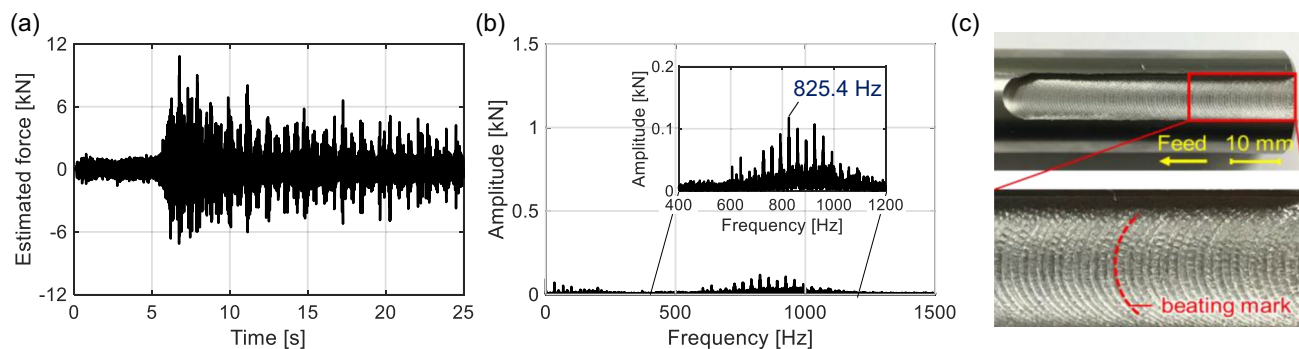 (a)
Estimated force [kN]
12
6
0
-6
-12
0 5 10 15 20 25
Time [s]
(b)
Amplitude [kN]
1.5
1
0.5
0
0 500 1000 1500
Frequency [Hz]
825.4 Hz
Amplitude [kN]
0.2
0.1
0
400 600 800 1000 1200
Frequency [Hz]
(c)
Feed 10 mm
beating mark